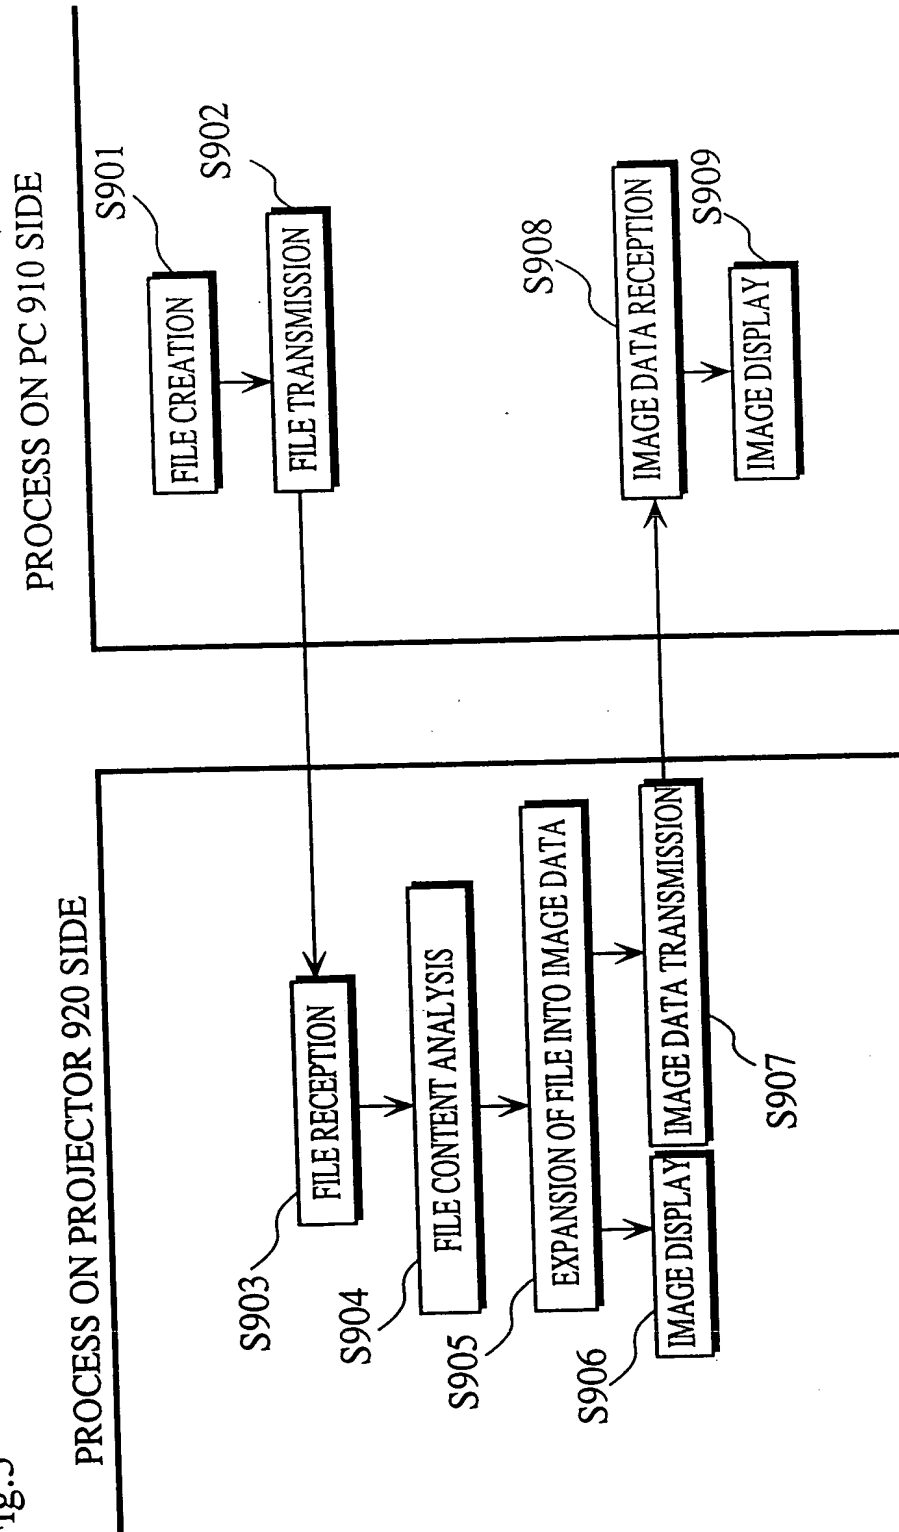 Fig.5
PROCESS ON PROJECTOR 920 SIDE
S903
FILE RECEPTION
S904
FILE CONTENT ANALYSIS
S905
EXPANSION OF FILE INTO IMAGE DATA
S906
IMAGE DISPLAY
IMAGE DATA TRANSMISSION
S907
PROCESS ON PC 910 SIDE
S901
FILE CREATION
S902
FILE TRANSMISSION
S908
IMAGE DATA RECEPTION
S909
IMAGE DISPLAY